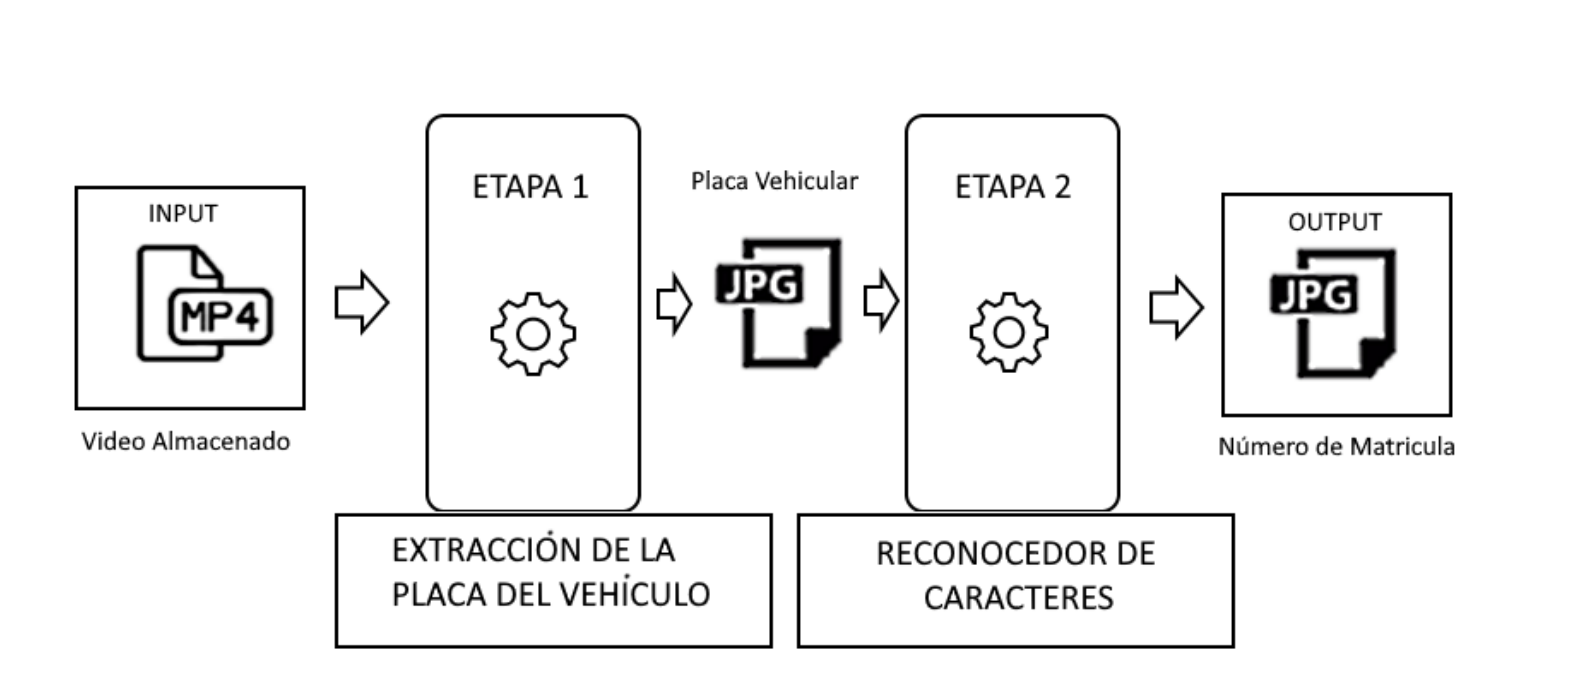 INPUT
MP4
Video Almacenado
ETAPA 1
EXTRACCIÓN DE LA
PLACA DEL VEHÍCULO
Placa Vehicular
JPG
ETAPA 2
RECONOCEDOR DE
CARACTERES
OUTPUT
JPG
Número de Matricula